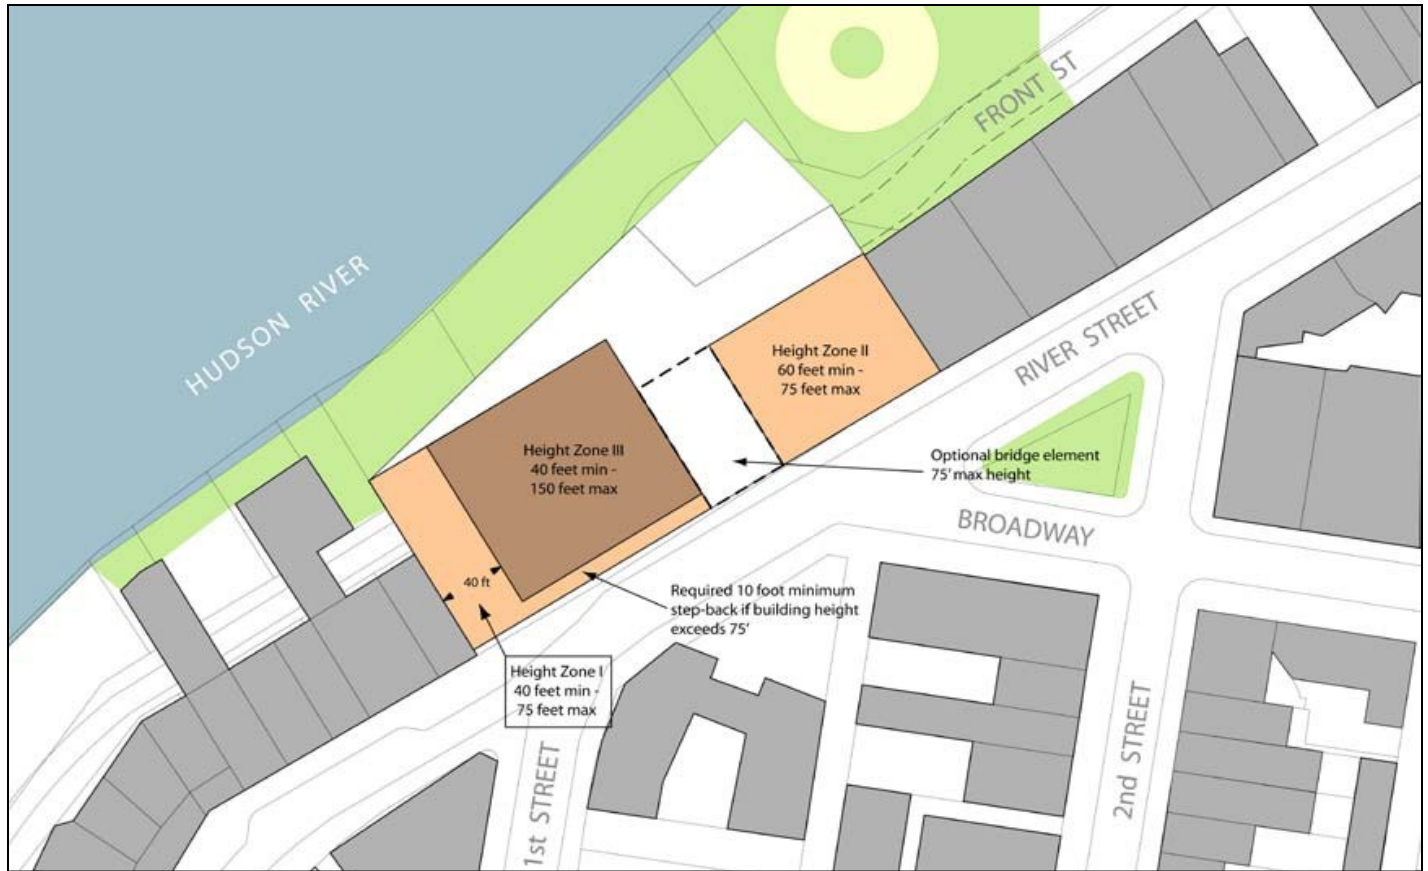 FRONT ST
HUDSON RIVER
RIVER STREET
Height Zone II
60 feet min -
75 feet max
Height Zone III
40 feet min -
150 feet max
Optional bridge element
75' max height
BROADWAY
40 ft
Required 10 foot minimum
step-back if building height
exceeds 75'
Height Zone I
40 feet min -
75 feet max
1st STREET
2nd STREET